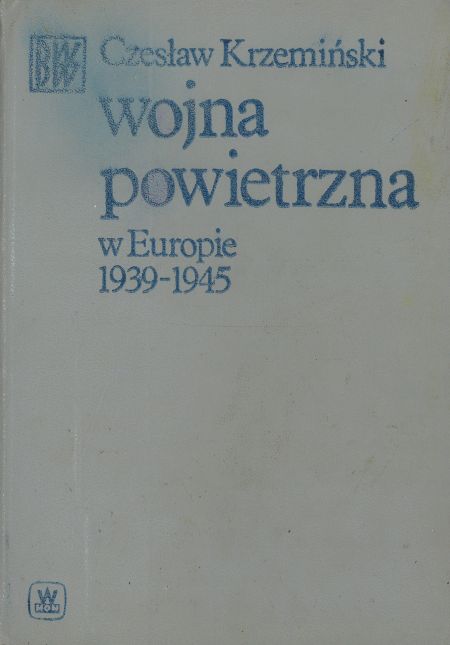 BWW
Czesław Krzemiński
wojna
powietrzna
w Europie
1939-1945
W
MON